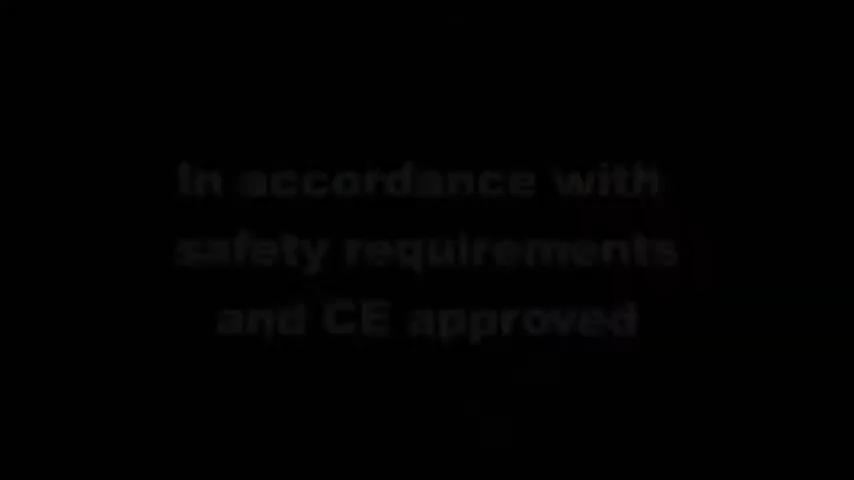 In accordance with
safety requirements
and CE approved